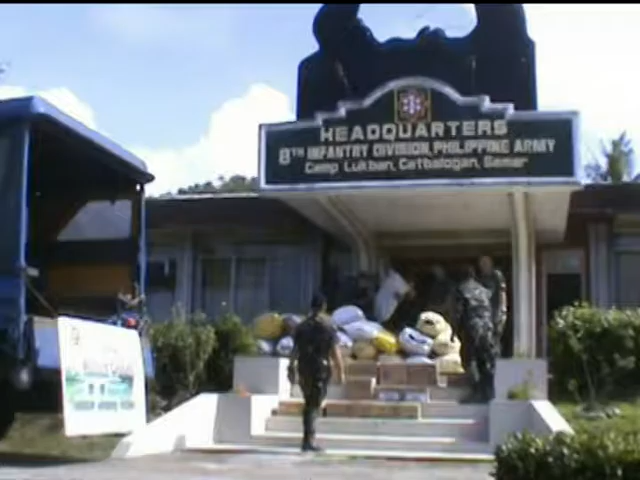 HEADQUARTERS
8TH INFANTRY DIVISION, PHILIPPINE ARMY
Camp Lukban, Catbalogan, Samar